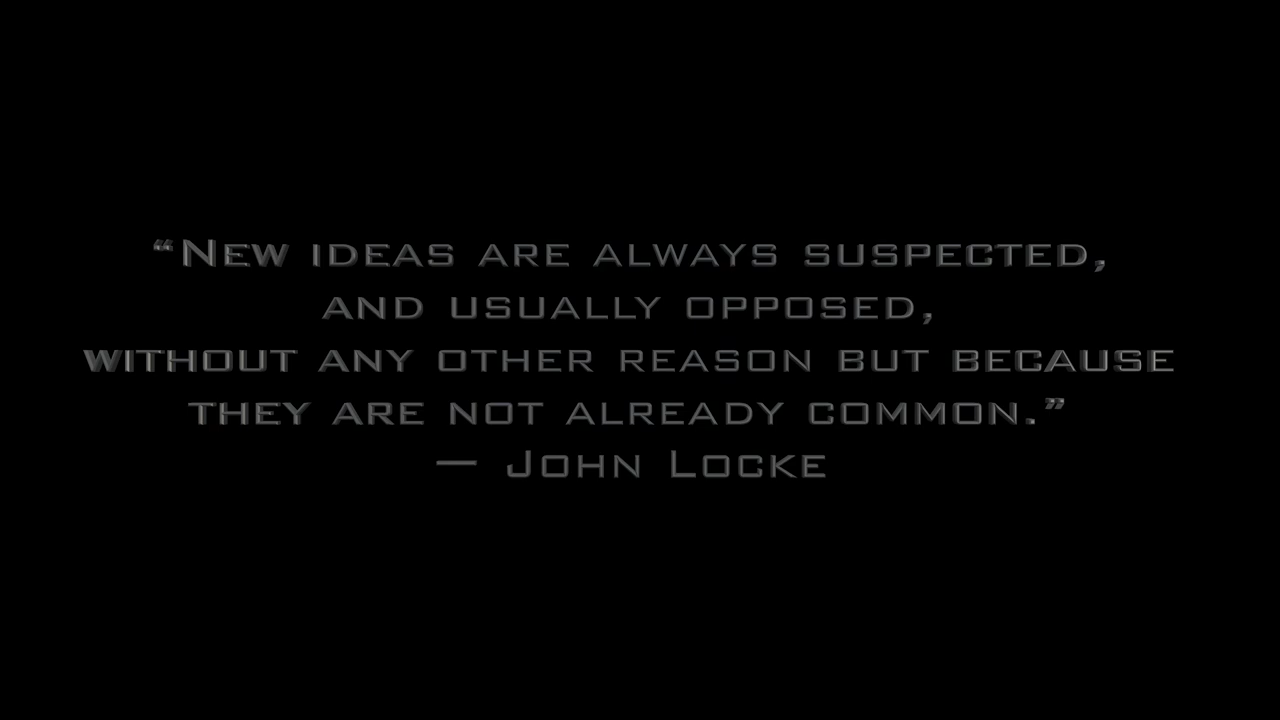 “New ideas are always suspected,
and usually opposed,
without any other reason but because
they are not already common.”
— John Locke